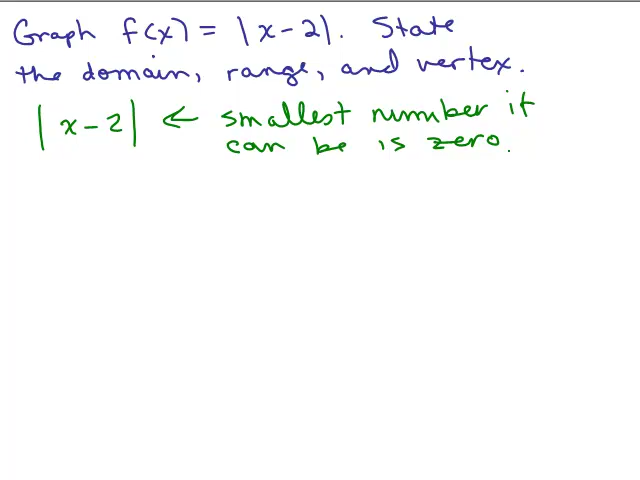 Graph f(x) = |x - 2|. State
the domain, range, and vertex.
|x - 2| ← smallest number it
can be is zero.